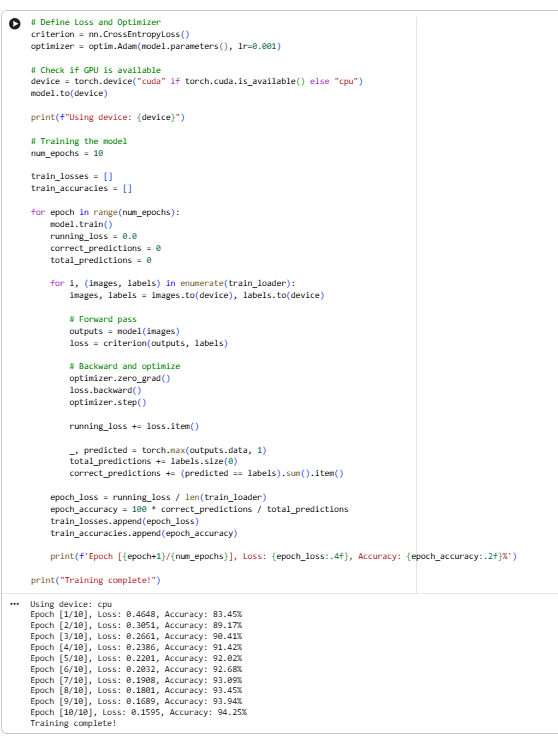 # Define Loss and Optimizer
criterion = nn.CrossEntropyLoss()
optimizer = optim.Adam(model.parameters(), lr=0.001)

# Check if GPU is available
device = torch.device("cuda" if torch.cuda.is_available() else "cpu")
model.to(device)

print(f"Using device: {device}")

# Training the model
num_epochs = 10

train_losses = []
train_accuracies = []

for epoch in range(num_epochs):
    model.train()
    running_loss = 0.0
    correct_predictions = 0
    total_predictions = 0

    for i, (images, labels) in enumerate(train_loader):
        images, labels = images.to(device), labels.to(device)

        # Forward pass
        outputs = model(images)
        loss = criterion(outputs, labels)

        # Backward and optimize
        optimizer.zero_grad()
        loss.backward()
        optimizer.step()

        running_loss += loss.item()

        _, predicted = torch.max(outputs.data, 1)
        total_predictions += labels.size(0)
        correct_predictions += (predicted == labels).sum().item()

    epoch_loss = running_loss / len(train_loader)
    epoch_accuracy = 100 * correct_predictions / total_predictions
    train_losses.append(epoch_loss)
    train_accuracies.append(epoch_accuracy)

    print(f'Epoch [{epoch+1}/{num_epochs}], Loss: {epoch_loss:.4f}, Accuracy: {epoch_accuracy:.2f}%')

print("Training complete!")
Using device: cpu
Epoch [1/10], Loss: 0.4648, Accuracy: 83.45%
Epoch [2/10], Loss: 0.3051, Accuracy: 89.17%
Epoch [3/10], Loss: 0.2661, Accuracy: 90.41%
Epoch [4/10], Loss: 0.2386, Accuracy: 91.42%
Epoch [5/10], Loss: 0.2201, Accuracy: 92.02%
Epoch [6/10], Loss: 0.2032, Accuracy: 92.68%
Epoch [7/10], Loss: 0.1908, Accuracy: 93.09%
Epoch [8/10], Loss: 0.1801, Accuracy: 93.45%
Epoch [9/10], Loss: 0.1689, Accuracy: 93.94%
Epoch [10/10], Loss: 0.1595, Accuracy: 94.25%
Training complete!